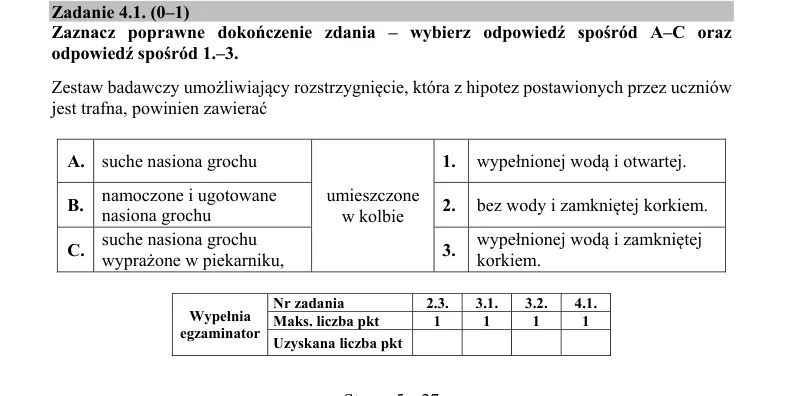 Zadanie 4.1. (0–1)
Zaznacz poprawne dokończenie zdania – wybierz odpowiedź spośród A–C oraz
odpowiedź spośród 1.–3.
Zestaw badawczy umożliwiający rozstrzygnięcie, która z hipotez postawionych przez uczniów
jest trafna, powinien zawierać
A. suche nasiona grochu
B. namoczone i ugotowane
nasiona grochu
C. suche nasiona grochu
wyprażone w piekarniku,
umieszczone
w kolbie
1. wypełnionej wodą i otwartej.
2. bez wody i zamkniętej korkiem.
3. wypełnionej wodą i zamkniętej
korkiem.
Wypełnia
egzaminator
Nr zadania 2.3. 3.1. 3.2. 4.1.
Maks. liczba pkt 1 1 1 1
Uzyskana liczba pkt